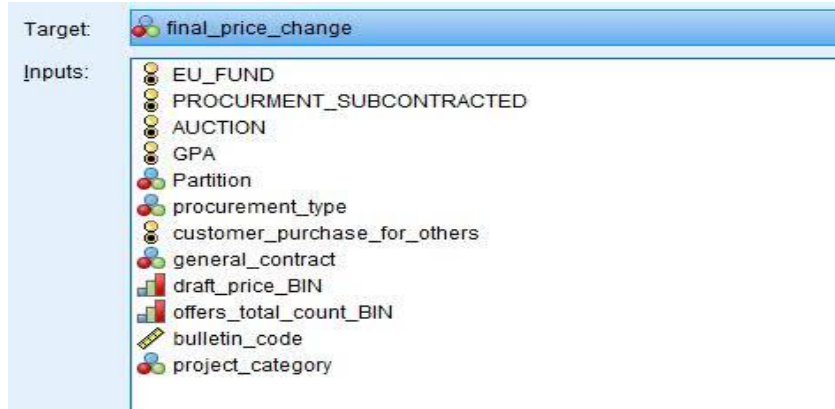 Target:
final_price_change
Inputs:
EU_FUND
PROCURMENT_SUBCONTRACTED
AUCTION
GPA
Partition
procurement_type
customer_purchase_for_others
general_contract
draft_price_BIN
offers_total_count_BIN
bulletin_code
project_category